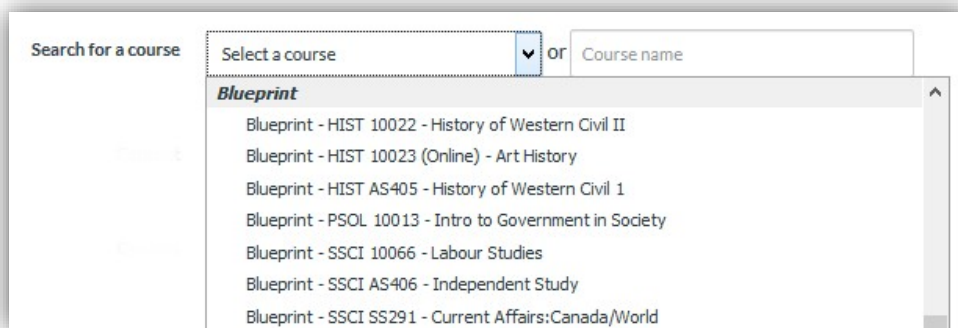 Search for a course Select a course or Course name
Blueprint
Blueprint - HIST 10022 - History of Western Civil II
Blueprint - HIST 10023 (Online) - Art History
Blueprint - HIST AS405 - History of Western Civil 1
Blueprint - PSOL 10013 - Intro to Government in Society
Blueprint - SSCI 10066 - Labour Studies
Blueprint - SSCI AS406 - Independent Study
Blueprint - SSCI SS291 - Current Affairs:Canada/World